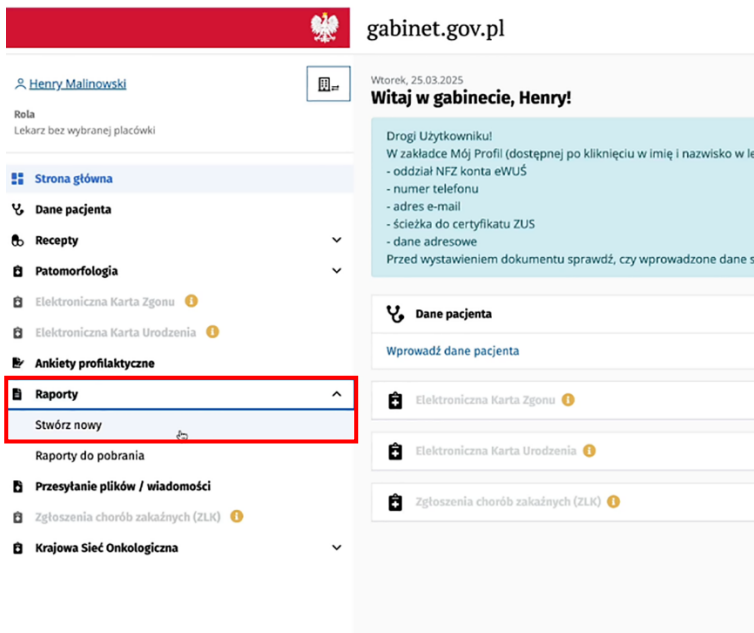 gabinet.gov.pl
Henry Malinowski
Rola
Lekarz bez wybranej placówki
Strona główna
Dane pacjenta
Recepty
Patomorfologia
Elektroniczna Karta Zgonu
Elektroniczna Karta Urodzenia
Ankiety profilaktyczne
Raporty
Stwórz nowy
Raporty do pobrania
Przesyłanie plików / wiadomości
Zgłoszenia chorób zakaźnych (ZLK)
Krajowa Sieć Onkologiczna
Wtorek, 25.03.2025
Witaj w gabinecie, Henry!
Drogi Użytkowniku!
W zakładce Mój Profil (dostępnej po kliknięciu w imię i nazwisko w le
- oddział NFZ konta eWUŚ
- numer telefonu
- adres e-mail
- ścieżka do certyfikatu ZUS
- dane adresowe
Przed wystawieniem dokumentu sprawdź, czy wprowadzone dane s
Dane pacjenta
Wprowadź dane pacjenta
Elektroniczna Karta Zgonu
Elektroniczna Karta Urodzenia
Zgłoszenia chorób zakaźnych (ZLK)